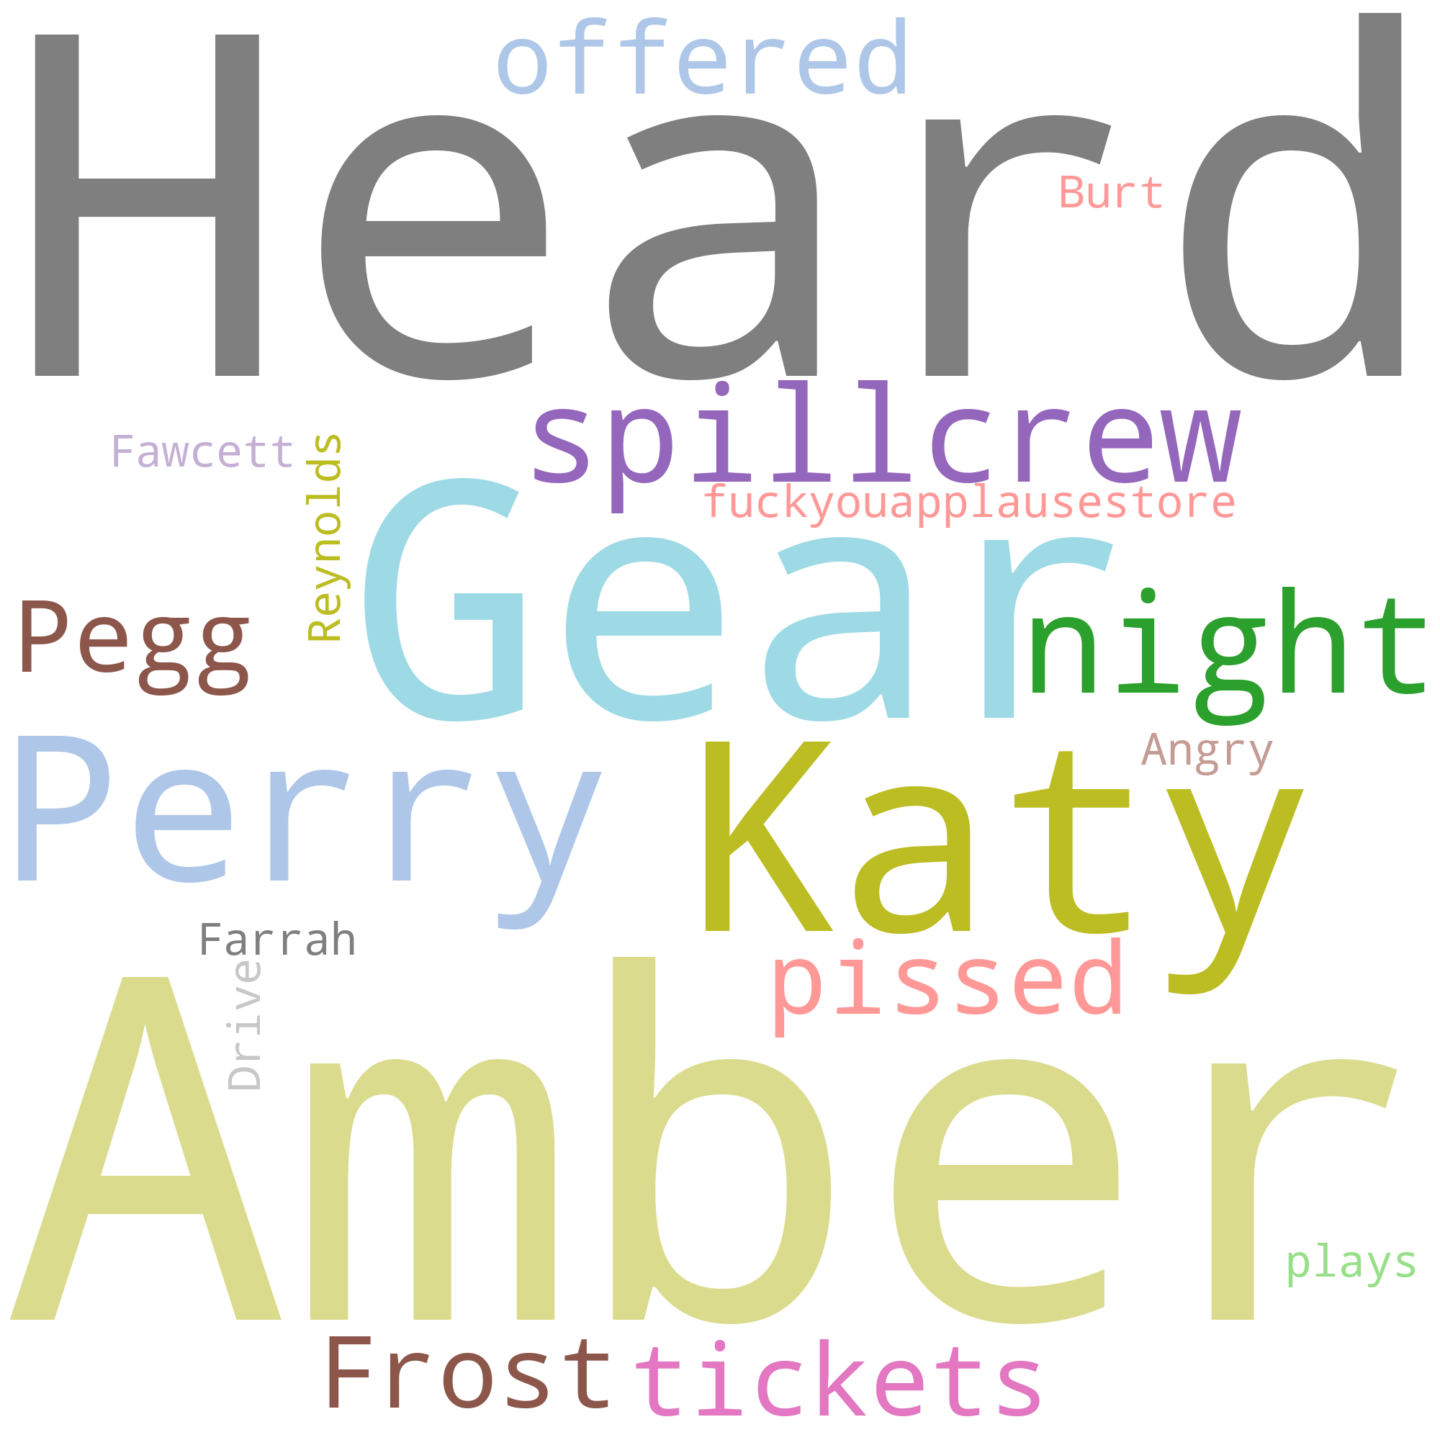 offered
Heard
Burt
spillcrew
Fawcett
Reynolds
fuckyouapplausestore
Gear
night
Pegg
Perry
Katy
Angry
Farrah
pissed
Drive
Amber
plays
Frost
tickets